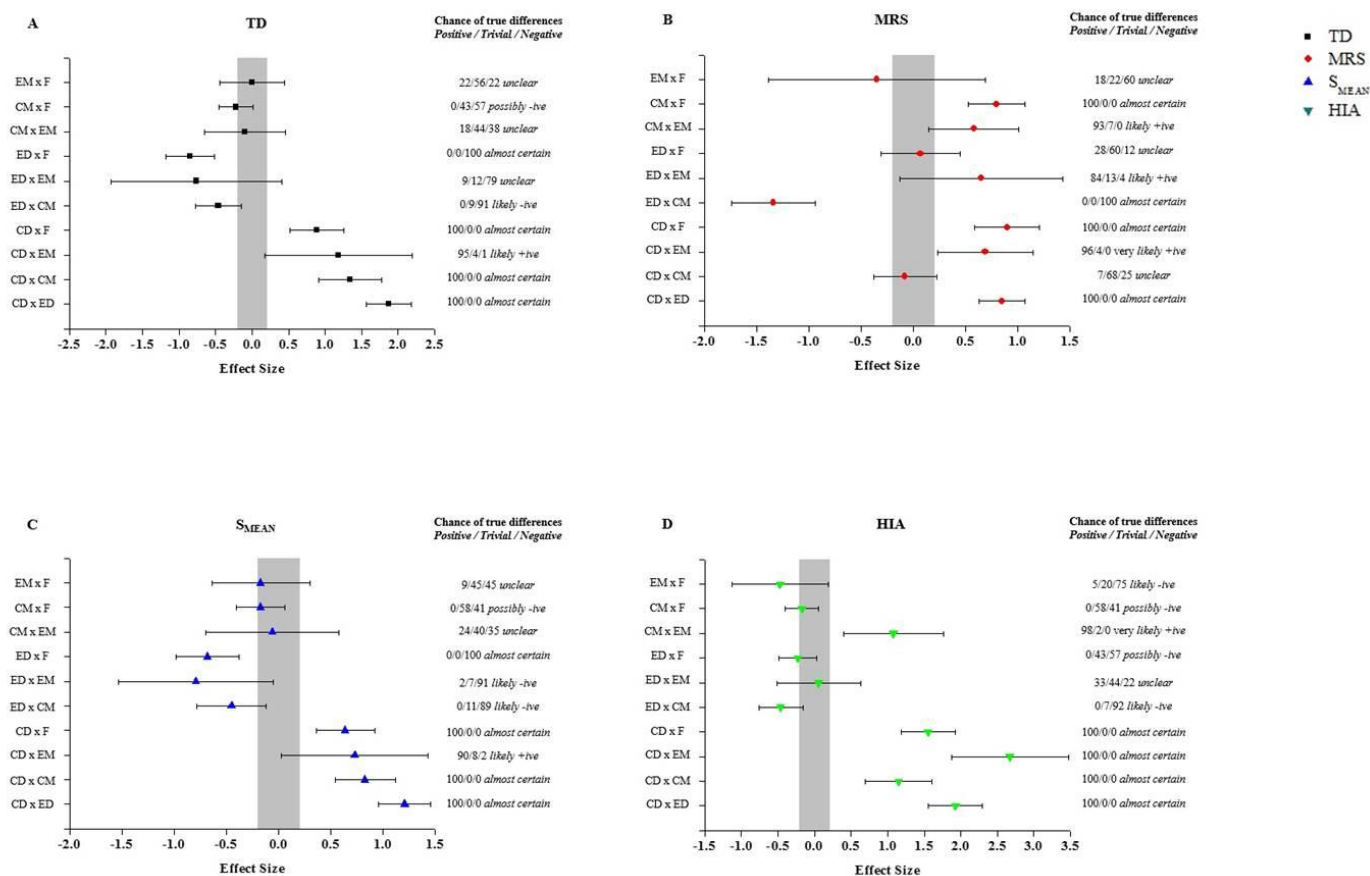 A TD Chance of true differences
Positive / Trivial / Negative
EM x F 22/56/22 unclear
CM x F 0/43/57 possibly -ive
CM x EM 18/44/38 unclear
ED x F 0/0/100 almost certain
ED x EM 9/12/79 unclear
ED x CM 0/9/91 likely -ive
CD x F 100/0/0 almost certain
CD x EM 95/4/1 likely +ive
CD x CM 100/0/0 almost certain
CD x ED 100/0/0 almost certain
-2.5 -2.0 -1.5 -1.0 -0.5 0.0 0.5 1.0 1.5 2.0 2.5
Effect Size
B MRS Chance of true differences
Positive / Trivial / Negative
EM x F 18/22/60 unclear
CM x F 100/0/0 almost certain
CM x EM 93/7/0 likely +ive
ED x F 28/60/12 unclear
ED x EM 84/13/4 likely +ive
ED x CM 0/0/100 almost certain
CD x F 100/0/0 almost certain
CD x EM 96/4/0 very likely +ive
CD x CM 7/68/25 unclear
CD x ED 100/0/0 almost certain
-2.0 -1.5 -1.0 -0.5 0.0 0.5 1.0 1.5
Effect Size
TD
MRS
SMEAN
HIA
C SMEAN Chance of true differences
Positive / Trivial / Negative
EM x F 9/45/45 unclear
CM x F 0/58/41 possibly -ive
CM x EM 24/40/35 unclear
ED x F 0/0/100 almost certain
ED x EM 2/7/91 likely -ive
ED x CM 0/11/89 likely -ive
CD x F 100/0/0 almost certain
CD x EM 90/8/2 likely +ive
CD x CM 100/0/0 almost certain
CD x ED 100/0/0 almost certain
-2.0 -1.5 -1.0 -0.5 0.0 0.5 1.0 1.5
Effect Size
D HIA Chance of true differences
Positive / Trivial / Negative
EM x F 5/20/75 likely -ive
CM x F 0/58/41 possibly -ive
CM x EM 98/2/0 very likely +ive
ED x F 0/43/57 possibly -ive
ED x EM 33/44/22 unclear
ED x CM 0/7/92 likely -ive
CD x F 100/0/0 almost certain
CD x EM 100/0/0 almost certain
CD x CM 100/0/0 almost certain
CD x ED 100/0/0 almost certain
-1.5 -1.0 -0.5 0.0 0.5 1.0 1.5 2.0 2.5 3.0 3.5
Effect Size